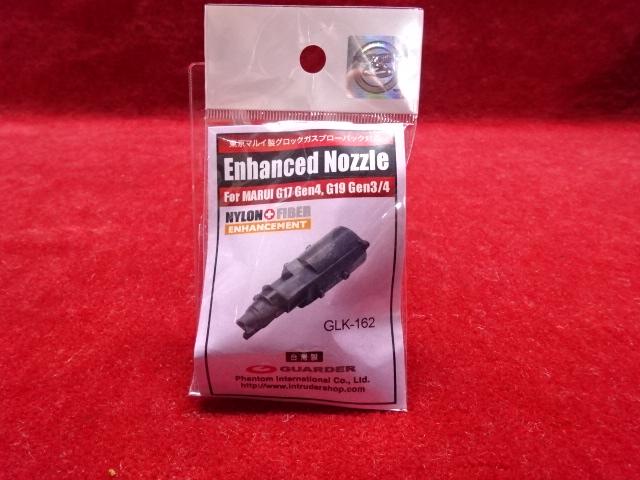 東京マルイ製グロックガスブローバック対応
Enhanced Nozzle
For MARUI G17 Gen4, G19 Gen3/4
NYLON+FIBER
ENHANCEMENT
GLK-162
台灣製
GUARDER
Phantom International Co., Ltd.
http://www.intrudershop.com/